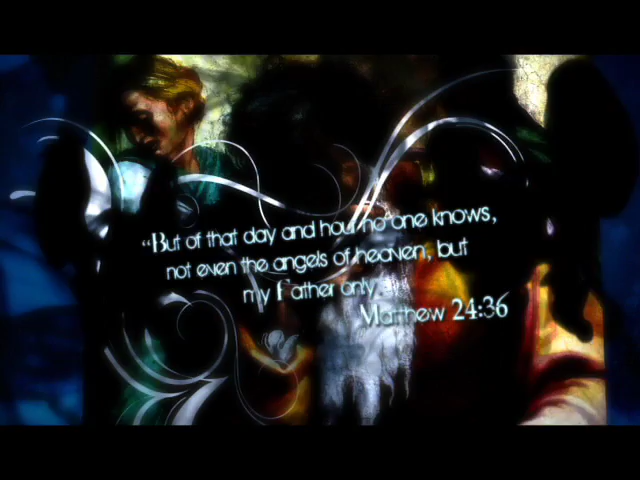 “But of that day and hour no one knows,
not even the angels of heaven, but
my Father only.
Matthew 24:36